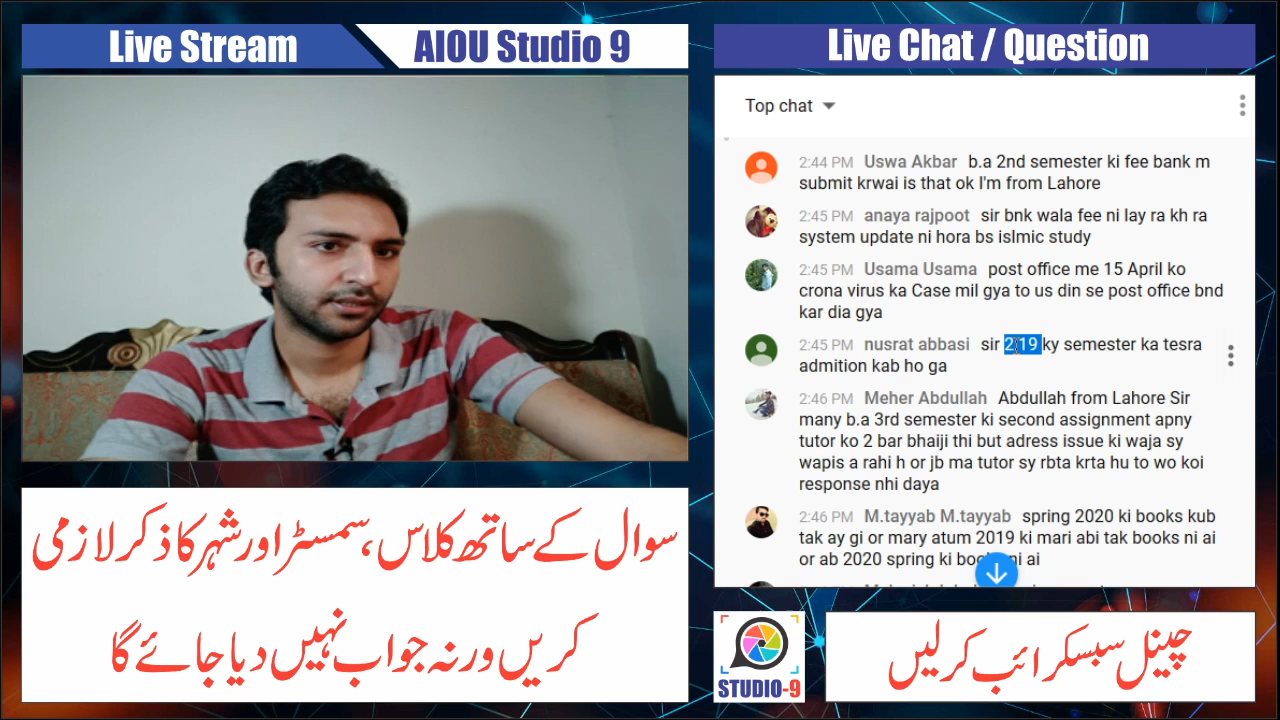 Live Stream
AIOU Studio 9
Live Chat / Question
Top chat
2:44 PM Uswa Akbar b.a 2nd semester ki fee bank m
submit krwai is that ok I'm from Lahore
2:45 PM anaya rajpoot sir bnk wala fee ni lay ra kh ra
system update ni hora bs islmic study
2:45 PM Usama Usama post office me 15 April ko
crona virus ka Case mil gya to us din se post office bnd
kar dia gya
2:45 PM nusrat abbasi sir 219 ky semester ka tesra
admition kab ho ga
2:46 PM Meher Abdullah Abdullah from Lahore Sir
many b.a 3rd semester ki second assignment apny
tutor ko 2 bar bhaiji thi but adress issue ki waja sy
wapis a rahi h or jb ma tutor sy rbta krta hu to wo koi
response nhi daya
2:46 PM M.tayyab M.tayyab spring 2020 ki books kub
tak ay gi or mary atum 2019 ki mari abi tak books ni ai
or ab 2020 spring ki ni ai
سوال کے ساتھ کلاس، سمسٹر اور شہر کا ذکر لازمی
کریں ورنہ جواب نہیں دیا جائے گا
STUDIO-9
چینل سبسکرائب کرلیں